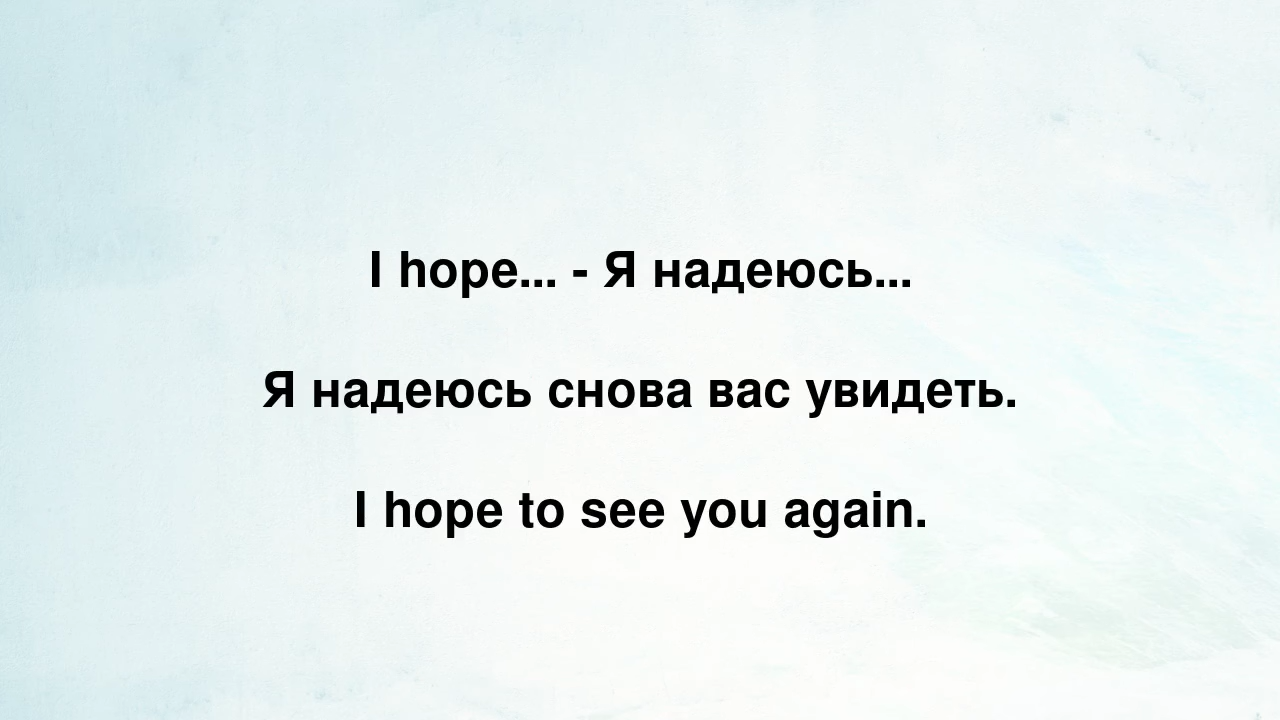 I hope... - Я надеюсь...
Я надеюсь снова вас увидеть.
I hope to see you again.